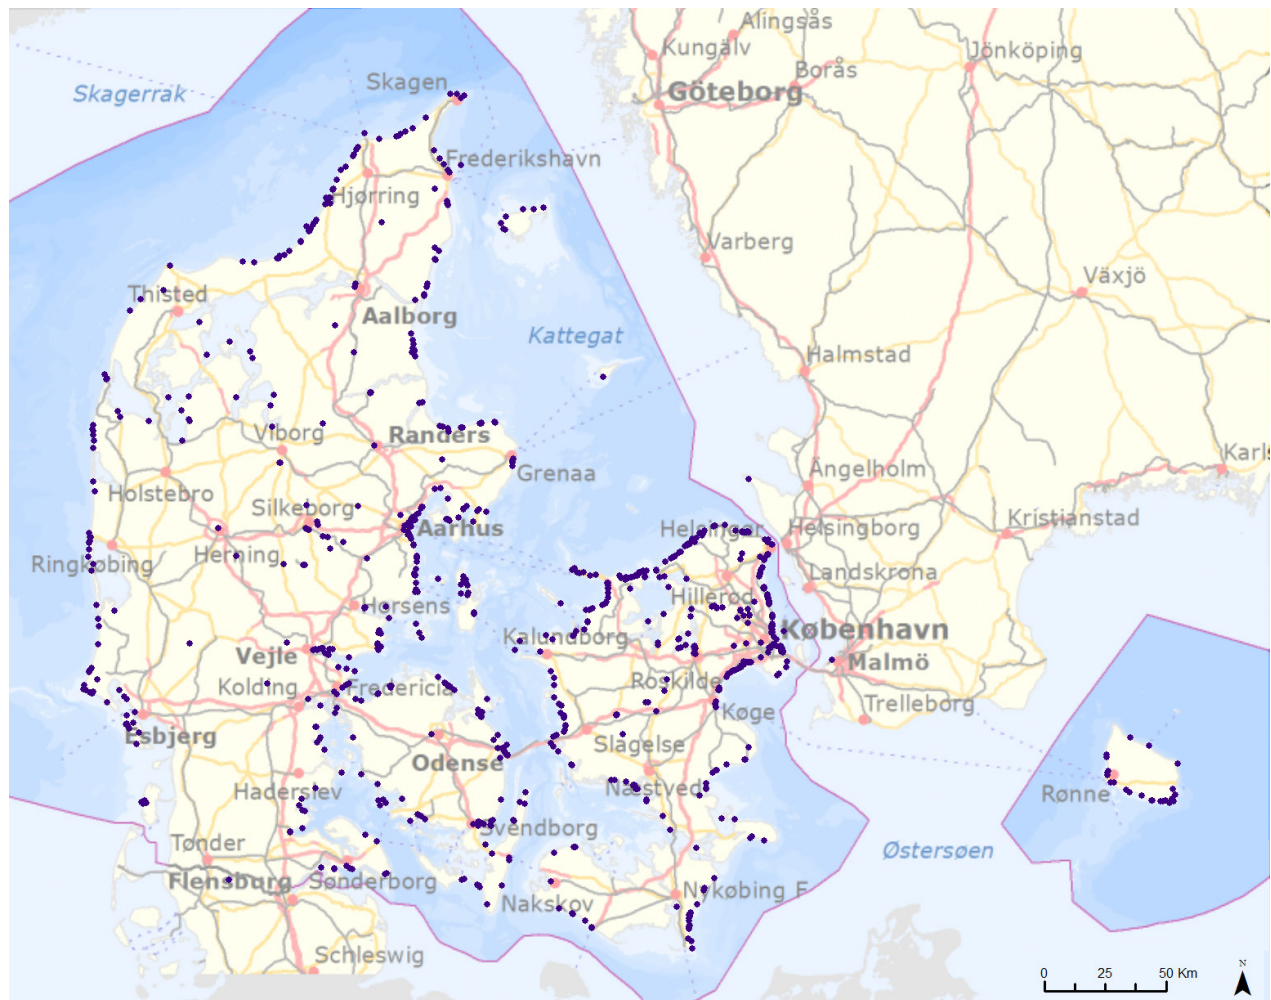 Alingsås
Kungälv
Jönköping
Borås
Skagen
Göteborg
Skagerrak
Frederikshavn
Hjørring
Varberg
Växjö
Thisted
Aalborg
Kattegat
Halmstad
Viborg
Randers
Grenaa
Ängelholm
Karls
Holstebro
Silkeborg
Aarhus
Helsingør
Helsingborg
Kristianstad
Herning
Ringkøbing
Landskrona
Hillerød
Horsens
København
Kalundborg
Vejle
Malmö
Kolding
Fredericia
Roskilde
Trelleborg
Køge
Esbjerg
Slagelse
Odense
Næstved
Rønne
Haderslev
Svendborg
Tønder
Østersøen
Flensburg
Sønderborg
Nakskov
Nykøbing F
Schleswig
N
0 25 50 Km